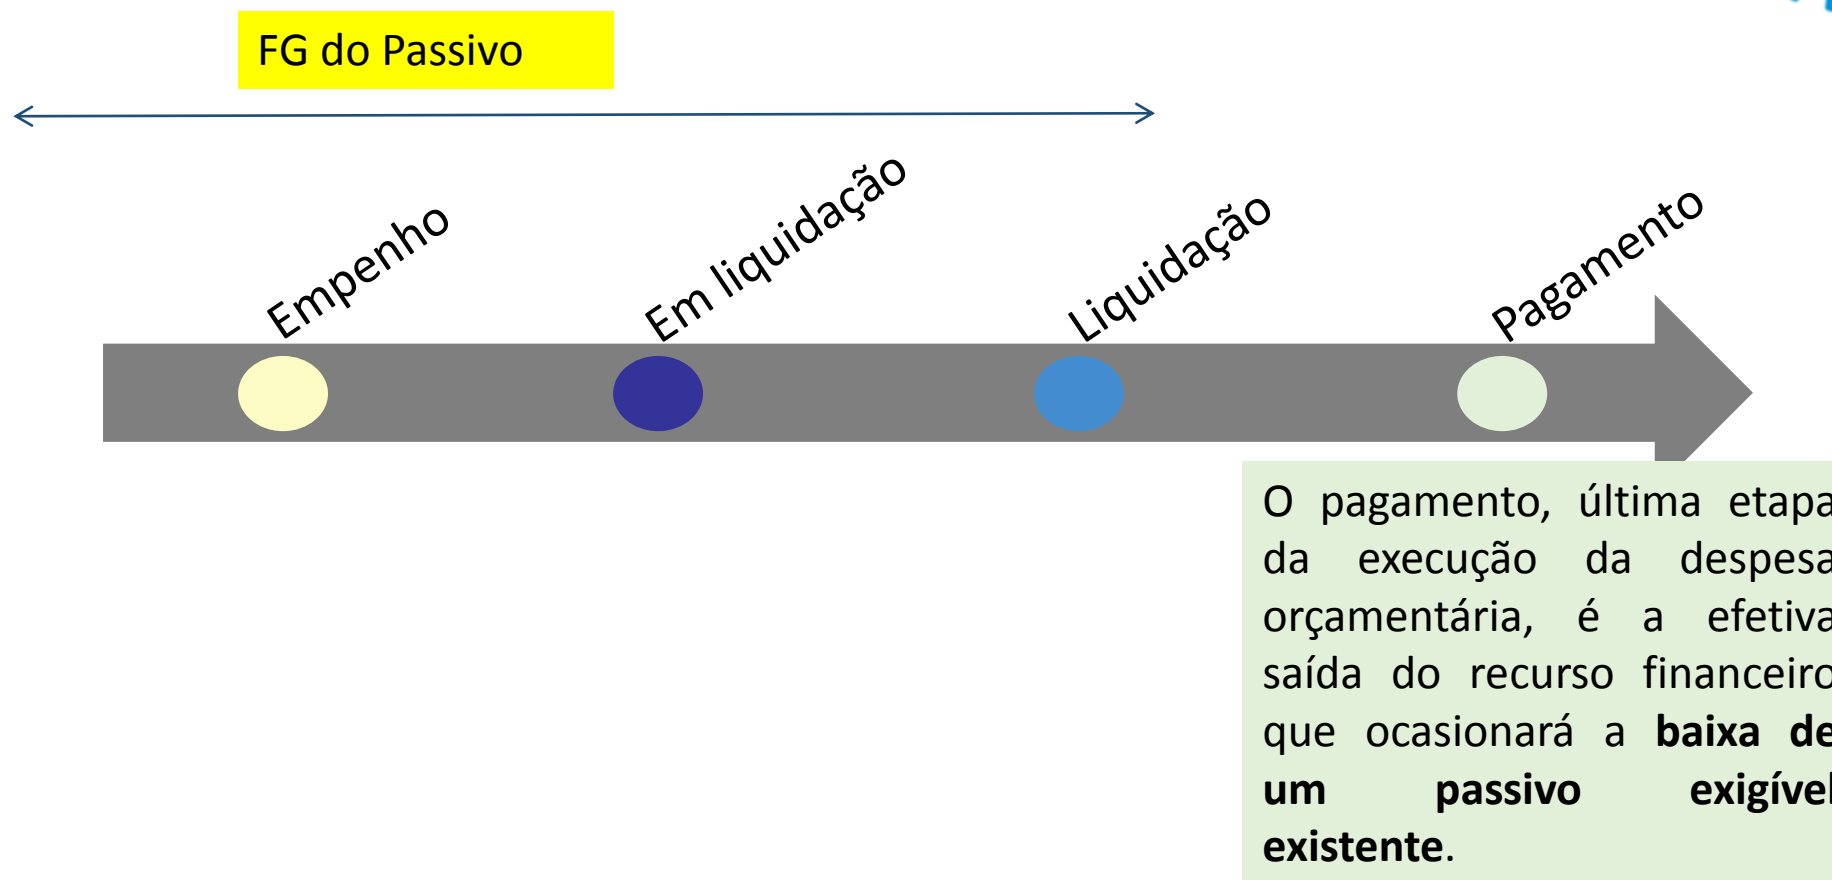 FG do Passivo
Empenho
Em liquidação
Liquidação
Pagamento
O pagamento, última etapa
da execução da despesa
orçamentária, é a efetiva
saída do recurso financeiro
que ocasionará a baixa de
um passivo exigível
existente.